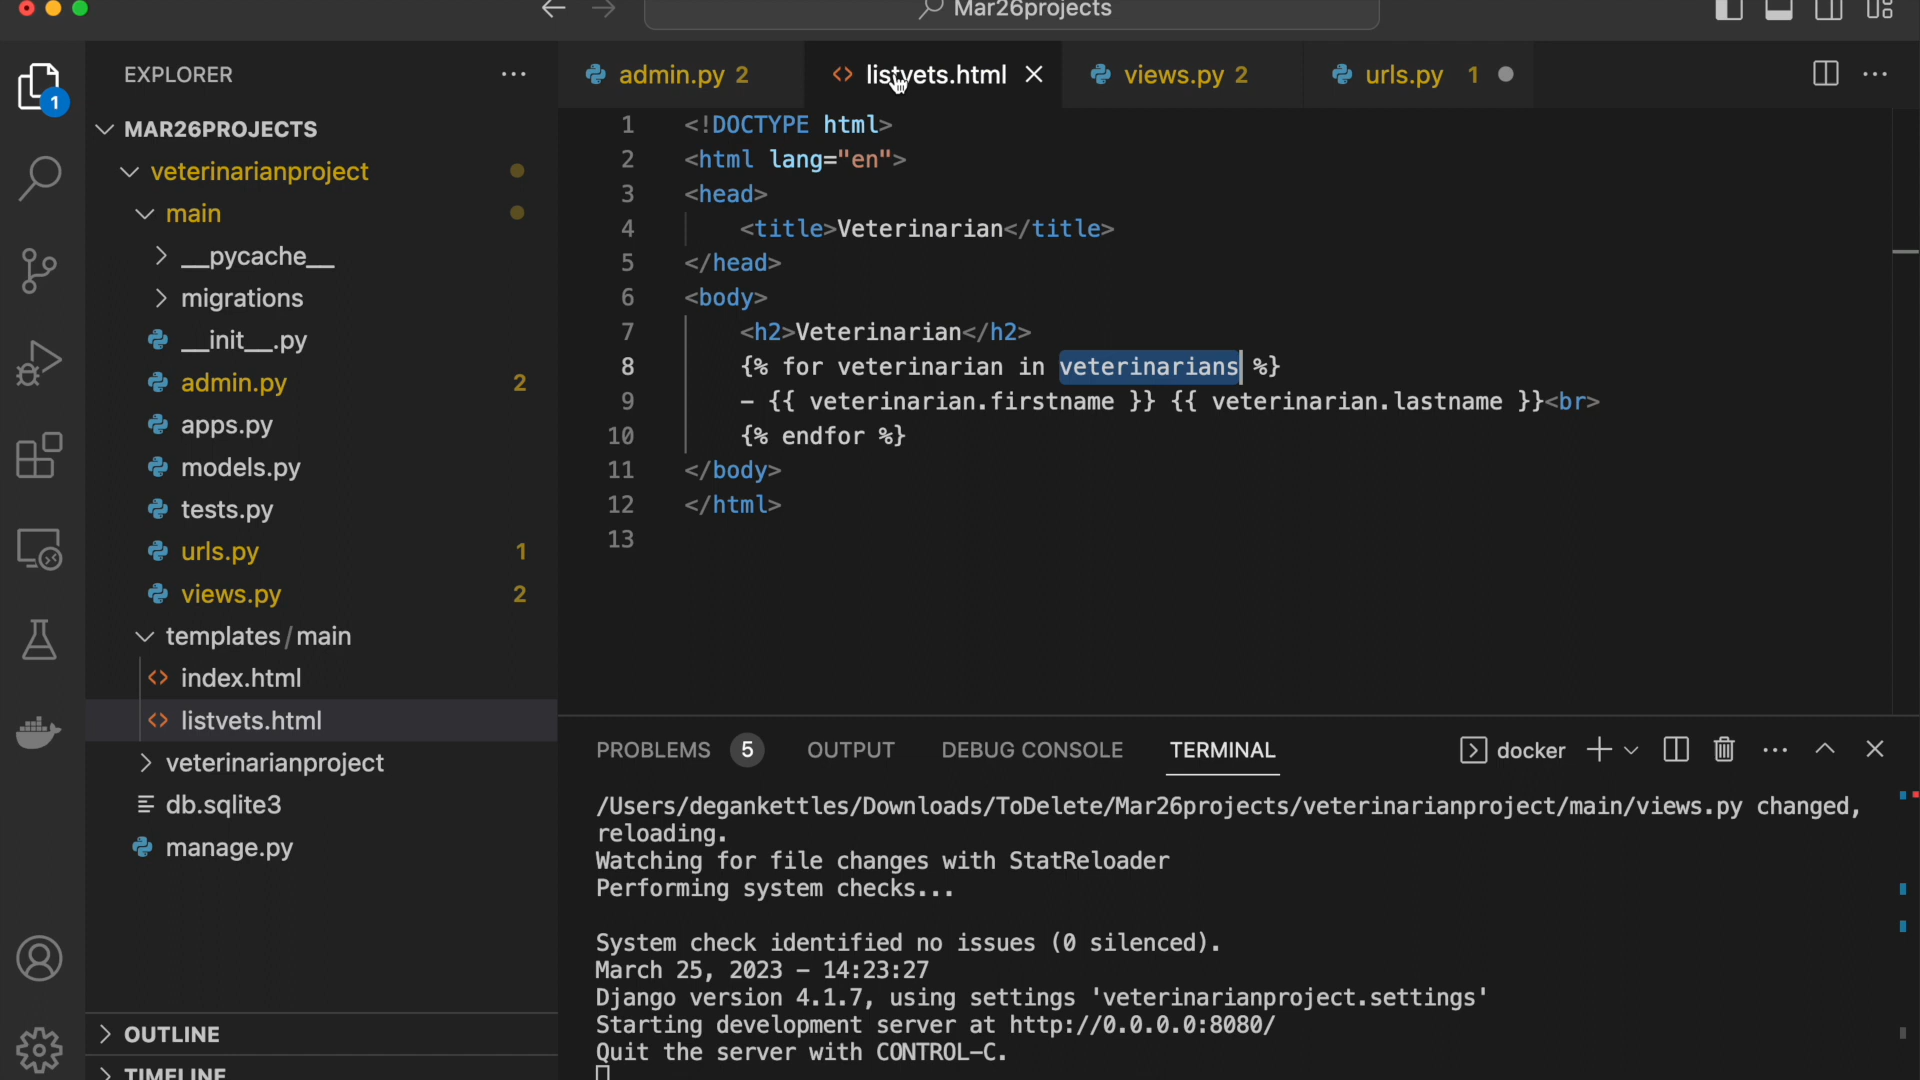 Mar26projects
EXPLORER
MAR26PROJECTS
veterinarianproject
main
__pycache__
migrations
__init__.py
admin.py 2
apps.py
models.py
tests.py
urls.py 1
views.py 2
templates/main
index.html
listvets.html
veterinarianproject
db.sqlite3
manage.py
OUTLINE
TIMELINE
1
admin.py 2
listvets.html
views.py 2
urls.py 1
1 <!DOCTYPE html>
2 <html lang="en">
3 <head>
4 <title>Veterinarian</title>
5 </head>
6 <body>
7 <h2>Veterinarian</h2>
8 {% for veterinarian in veterinarians %}
9 - {{ veterinarian.firstname }} {{ veterinarian.lastname }}<br>
10 {% endfor %}
11 </body>
12 </html>
13
PROBLEMS 5 OUTPUT DEBUG CONSOLE TERMINAL docker
/Users/degankettles/Downloads/ToDelete/Mar26projects/veterinarianproject/main/views.py changed,
reloading.
Watching for file changes with StatReloader
Performing system checks...
System check identified no issues (0 silenced).
March 25, 2023 - 14:23:27
Django version 4.1.7, using settings 'veterinarianproject.settings'
Starting development server at http://0.0.0.0:8080/
Quit the server with CONTROL-C.